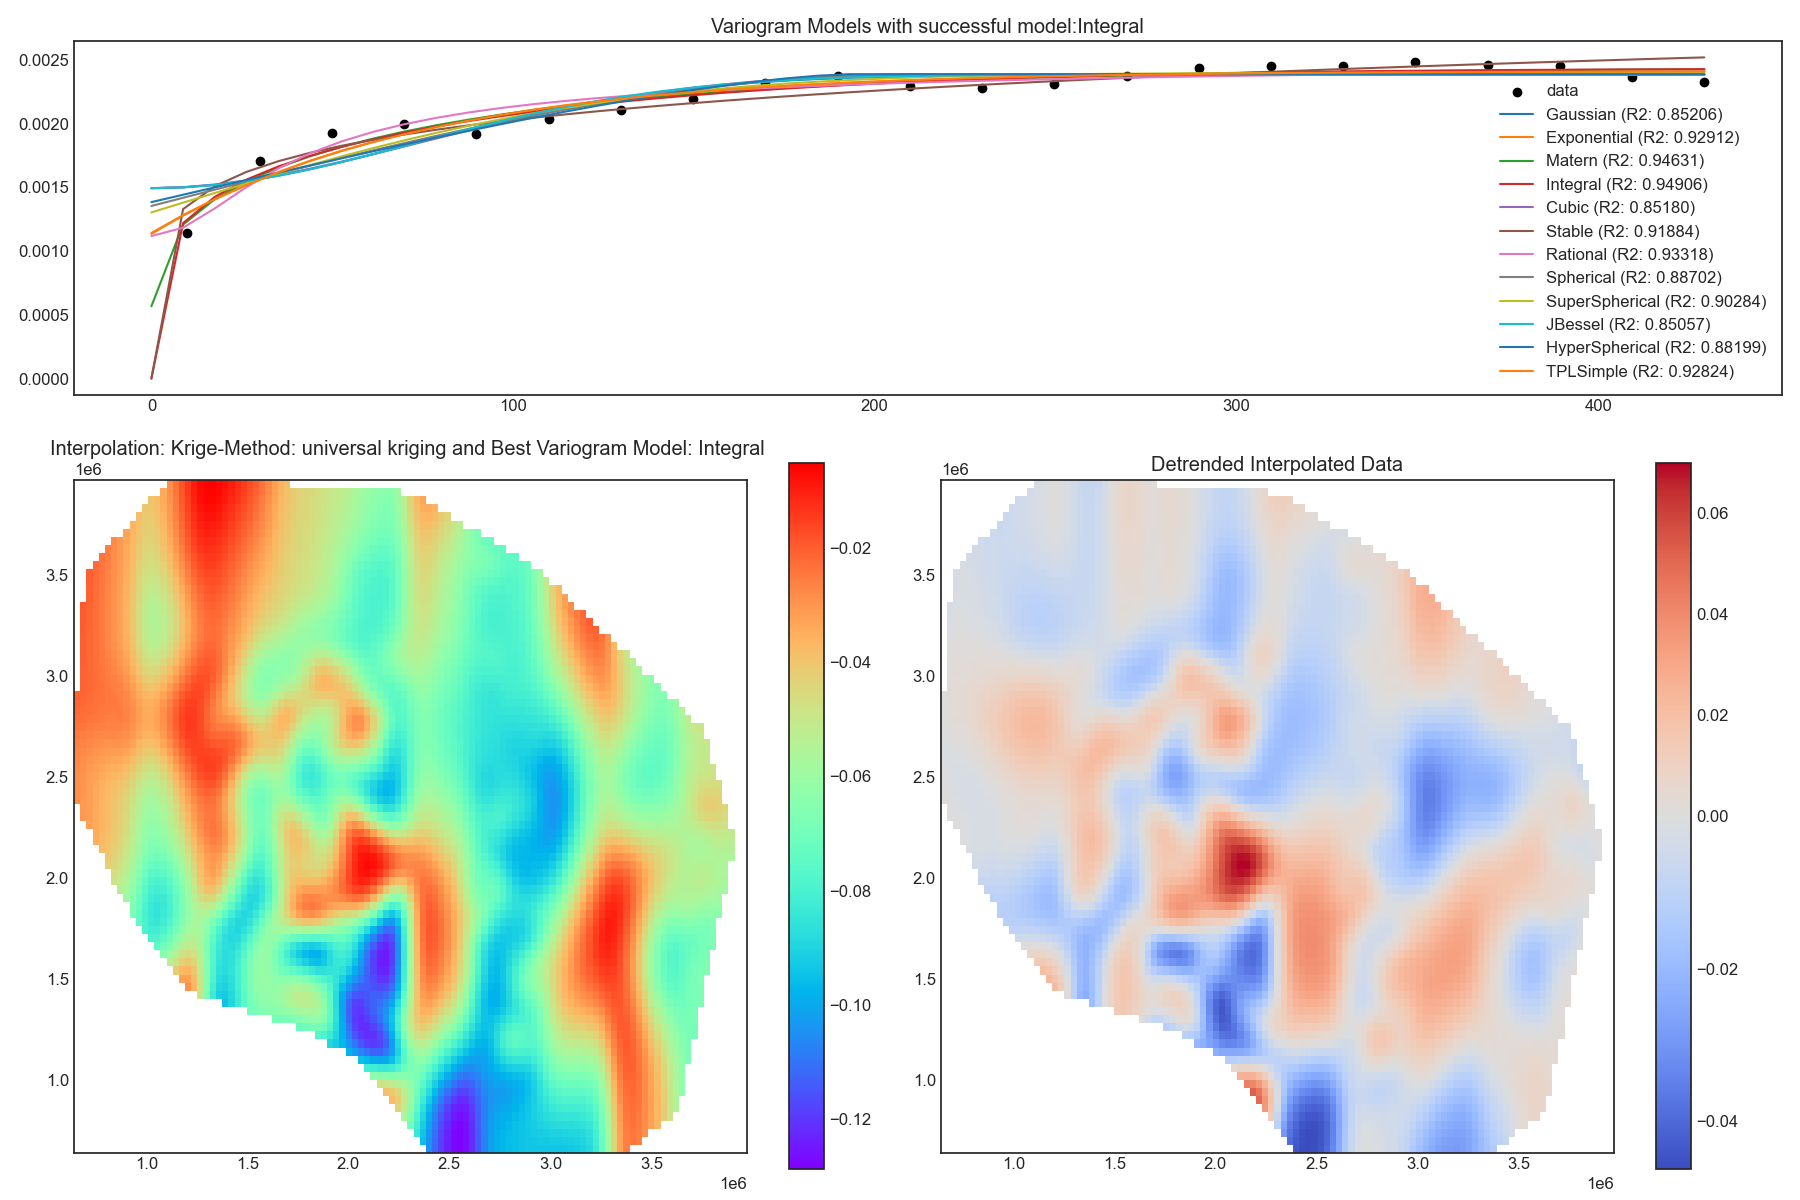 Variogram Models with successful model:Integral
0.0025
0.0020
0.0015
0.0010
0.0005
0.0000
0
100
200
300
400
data
Gaussian (R2: 0.85206)
Exponential (R2: 0.92912)
Matern (R2: 0.94631)
Integral (R2: 0.94906)
Cubic (R2: 0.85180)
Stable (R2: 0.91884)
Rational (R2: 0.93318)
Spherical (R2: 0.88702)
SuperSpherical (R2: 0.90284)
JBessel (R2: 0.85057)
HyperSpherical (R2: 0.88199)
TPLSimple (R2: 0.92824)
Interpolation: Krige-Method: universal kriging and Best Variogram Model: Integral
1e6
3.5
3.0
2.5
2.0
1.5
1.0
1.0
1.5
2.0
2.5
3.0
3.5
1e6
−0.02
−0.04
−0.06
−0.08
−0.10
−0.12
Detrended Interpolated Data
1e6
3.5
3.0
2.5
2.0
1.5
1.0
1.0
1.5
2.0
2.5
3.0
3.5
1e6
0.06
0.04
0.02
0.00
−0.02
−0.04